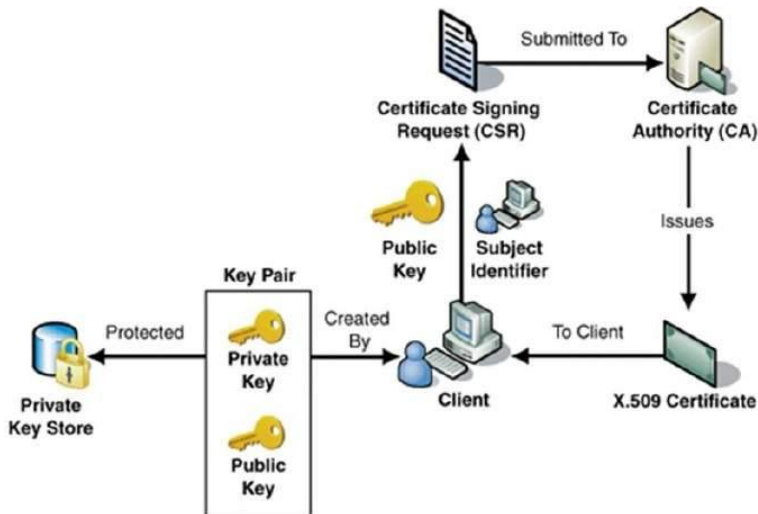 Submitted To
Certificate Signing
Request (CSR)
Certificate
Authority (CA)
Issues
Public
Key
Subject
Identifier
Key Pair
Protected
Private
Key
Created
By
To Client
Private
Key Store
Client
X.509 Certificate
Public
Key